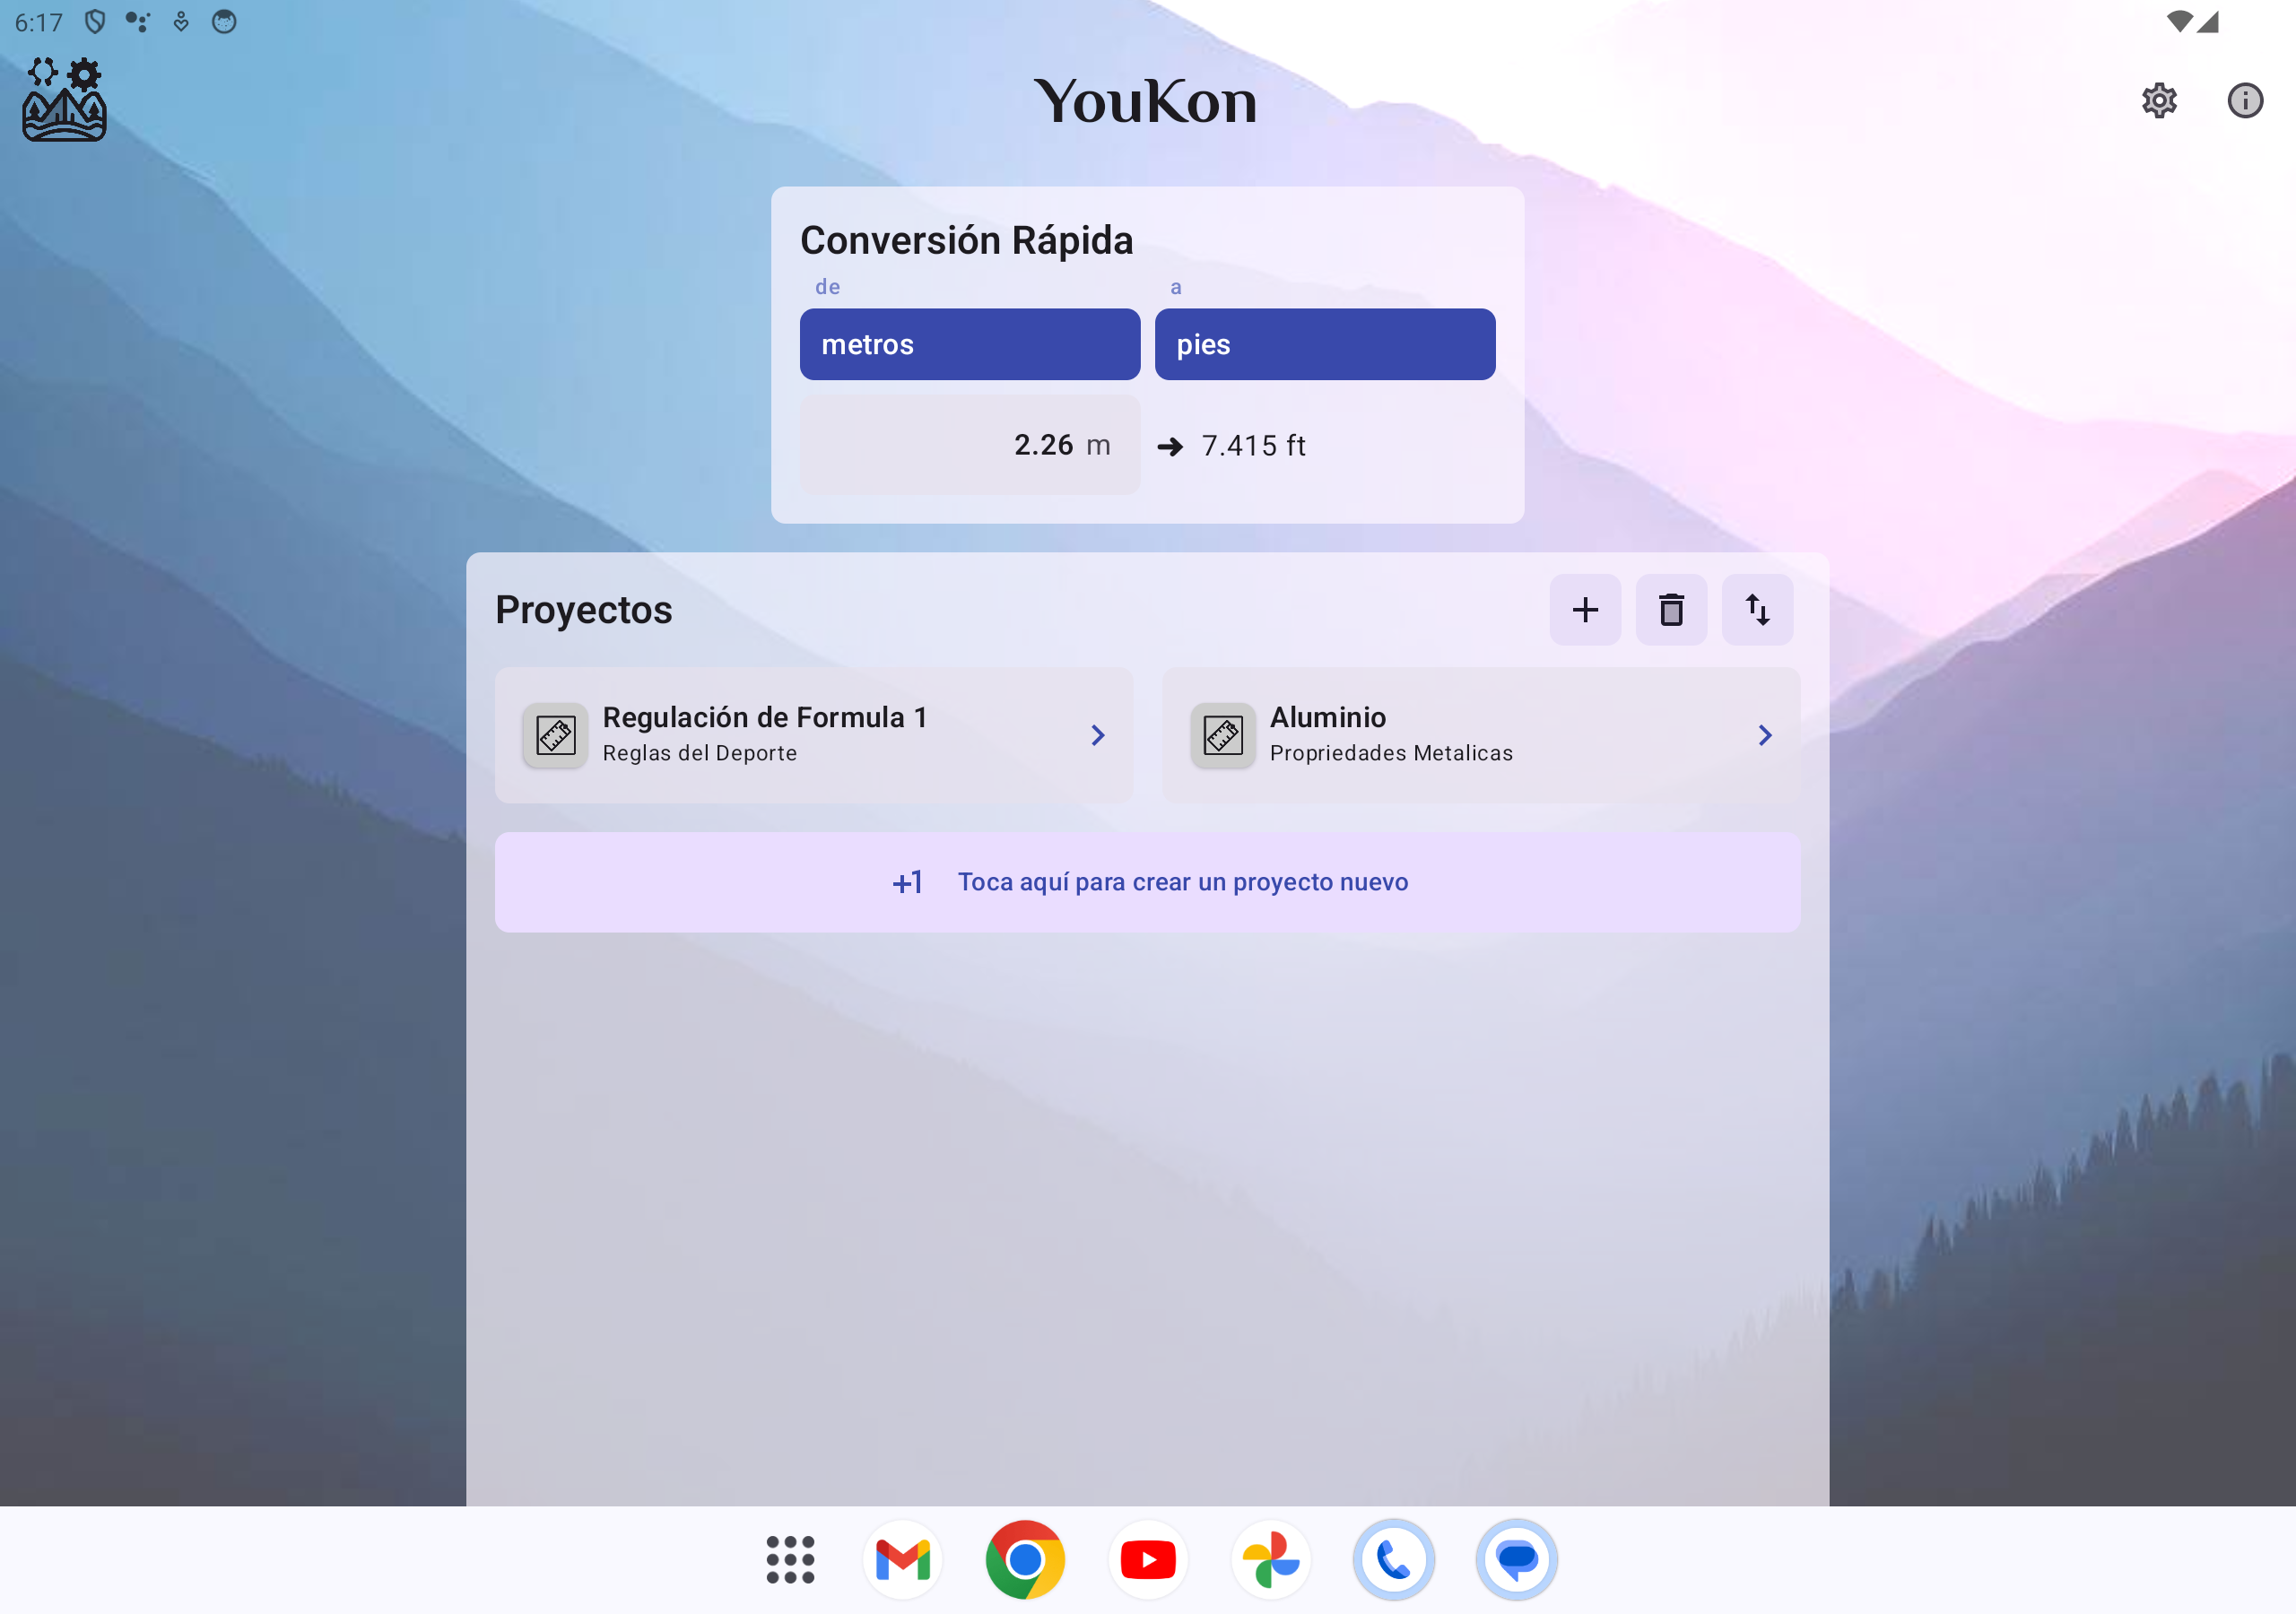 6:17
YouKon
Conversión Rápida
de a
metros pies
2.26 m → 7.415 ft
Proyectos
Regulación de Formula 1
Reglas del Deporte
Aluminio
Propriedades Metalicas
+1 Toca aquí para crear un proyecto nuevo